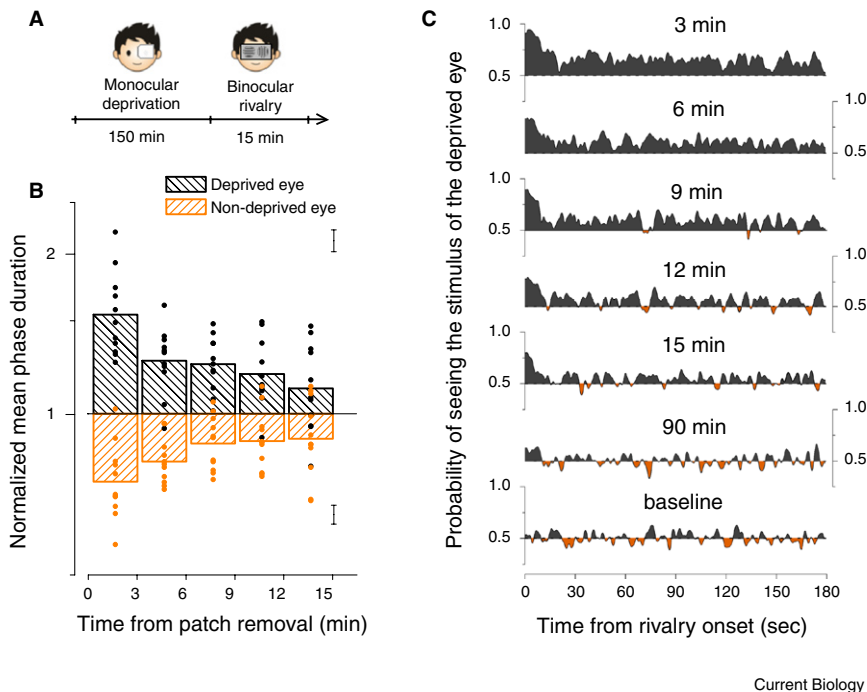 A
Monocular
deprivation
Binocular
rivalry
150 min
15 min
B
Deprived eye
Non-deprived eye
Normalized mean phase duration
2
1
0
3
6
9
12
15
Time from patch removal (min)
C
Probability of seeing the stimulus of the deprived eye
1.0
3 min
0.5
1.0
6 min
0.5
1.0
9 min
0.5
1.0
12 min
0.5
1.0
15 min
0.5
1.0
90 min
0.5
1.0
baseline
0.5
0
30
60
90
120
150
180
Time from rivalry onset (sec)
Current Biology